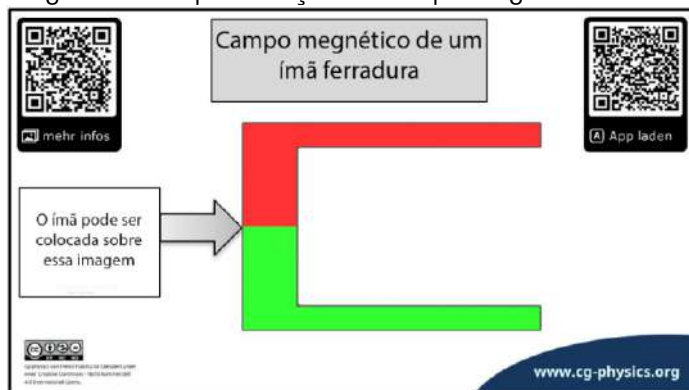 Campo megnético de um
ímã ferradura
mehr infos
App laden
O ímã pode ser
colocada sobre
essa imagem
www.cg-physics.org